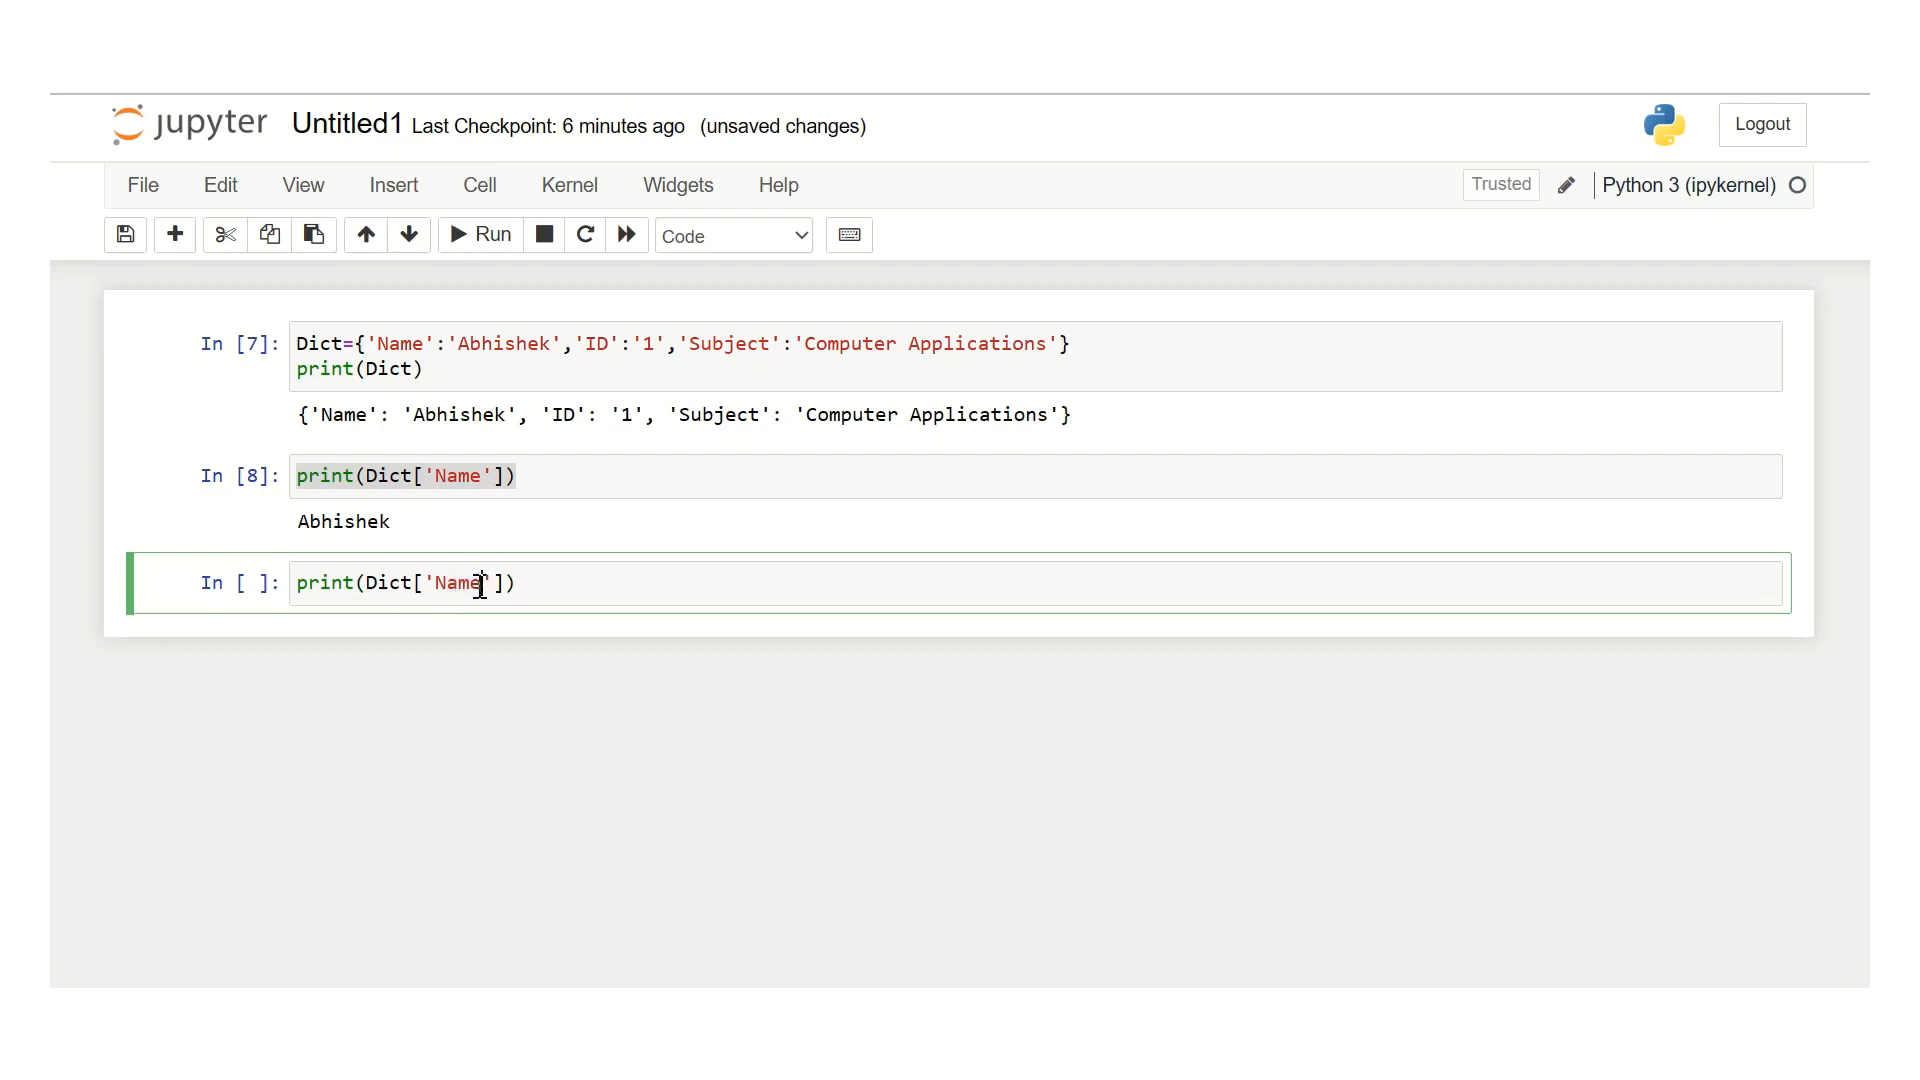 jupyter Untitled1 Last Checkpoint: 6 minutes ago (unsaved changes) Logout
File Edit View Insert Cell Kernel Widgets Help Trusted Python 3 (ipykernel)
Run Code
In [7]: Dict={'Name':'Abhishek','ID':'1','Subject':'Computer Applications'}
print(Dict)
{'Name': 'Abhishek', 'ID': '1', 'Subject': 'Computer Applications'}
In [8]: print(Dict['Name'])
Abhishek
In [ ]: print(Dict['Name'])